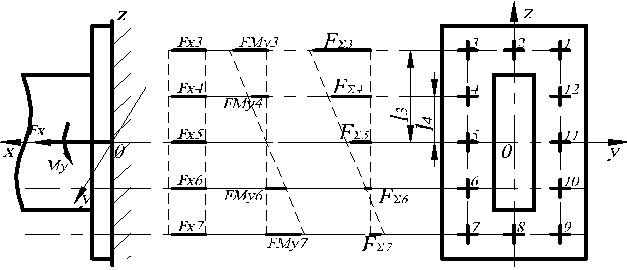 z
Fx3 FMy3 FΣ3
Fx4 FMy4 FΣ4
Fx5 FΣ5
Fx6 FMy6 FΣ6
Fx7 FMy7 FΣ7
x Fx 0
My
y
l3 l4
z
3 2 1
4 12
5 0 11 y
6 10
7 8 9